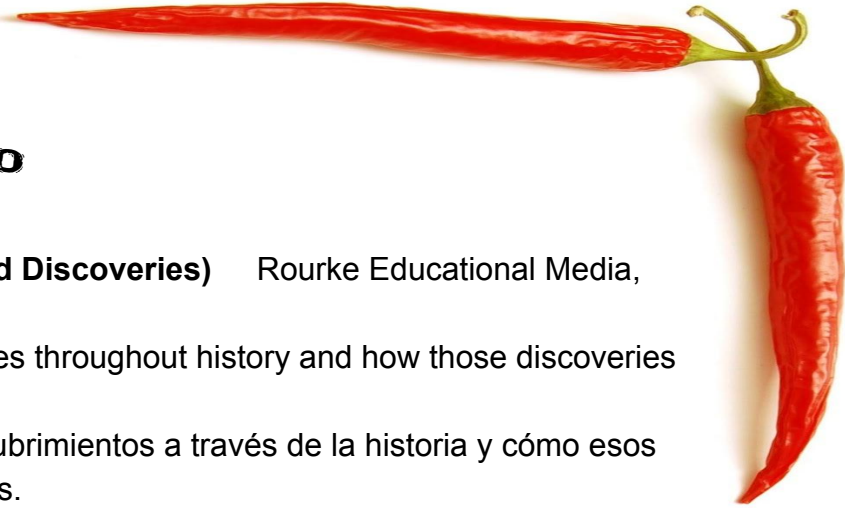 o
d Discoveries) Rourke Educational Media,
es throughout history and how those discoveries
ubrimientos a través de la historia y cómo esos
s.